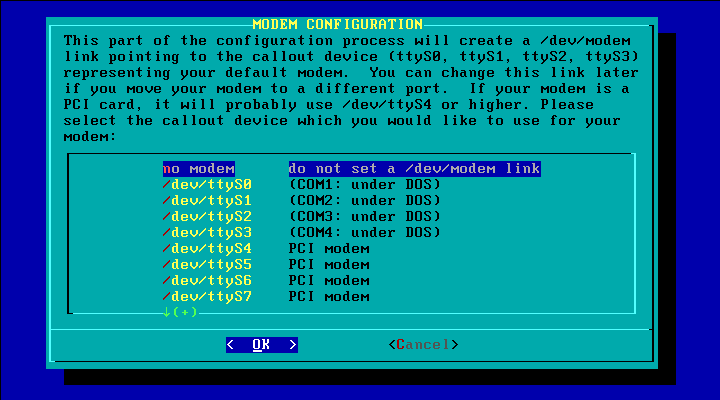 MODEM CONFIGURATION
This part of the configuration process will create a /dev/modem
link pointing to the callout device (ttyS0, ttyS1, ttyS2, ttyS3)
representing your default modem.  You can change this link later
if you move your modem to a different port.  If your modem is a
PCI card, it will probably use /dev/ttyS4 or higher. Please
select the callout device which you would like to use for your
modem:
no modem do not set a /dev/modem link
/dev/ttyS0 (COM1: under DOS)
/dev/ttyS1 (COM2: under DOS)
/dev/ttyS2 (COM3: under DOS)
/dev/ttyS3 (COM4: under DOS)
/dev/ttyS4 PCI modem
/dev/ttyS5 PCI modem
/dev/ttyS6 PCI modem
/dev/ttyS7 PCI modem
↓(+)
< OK > <Cancel>